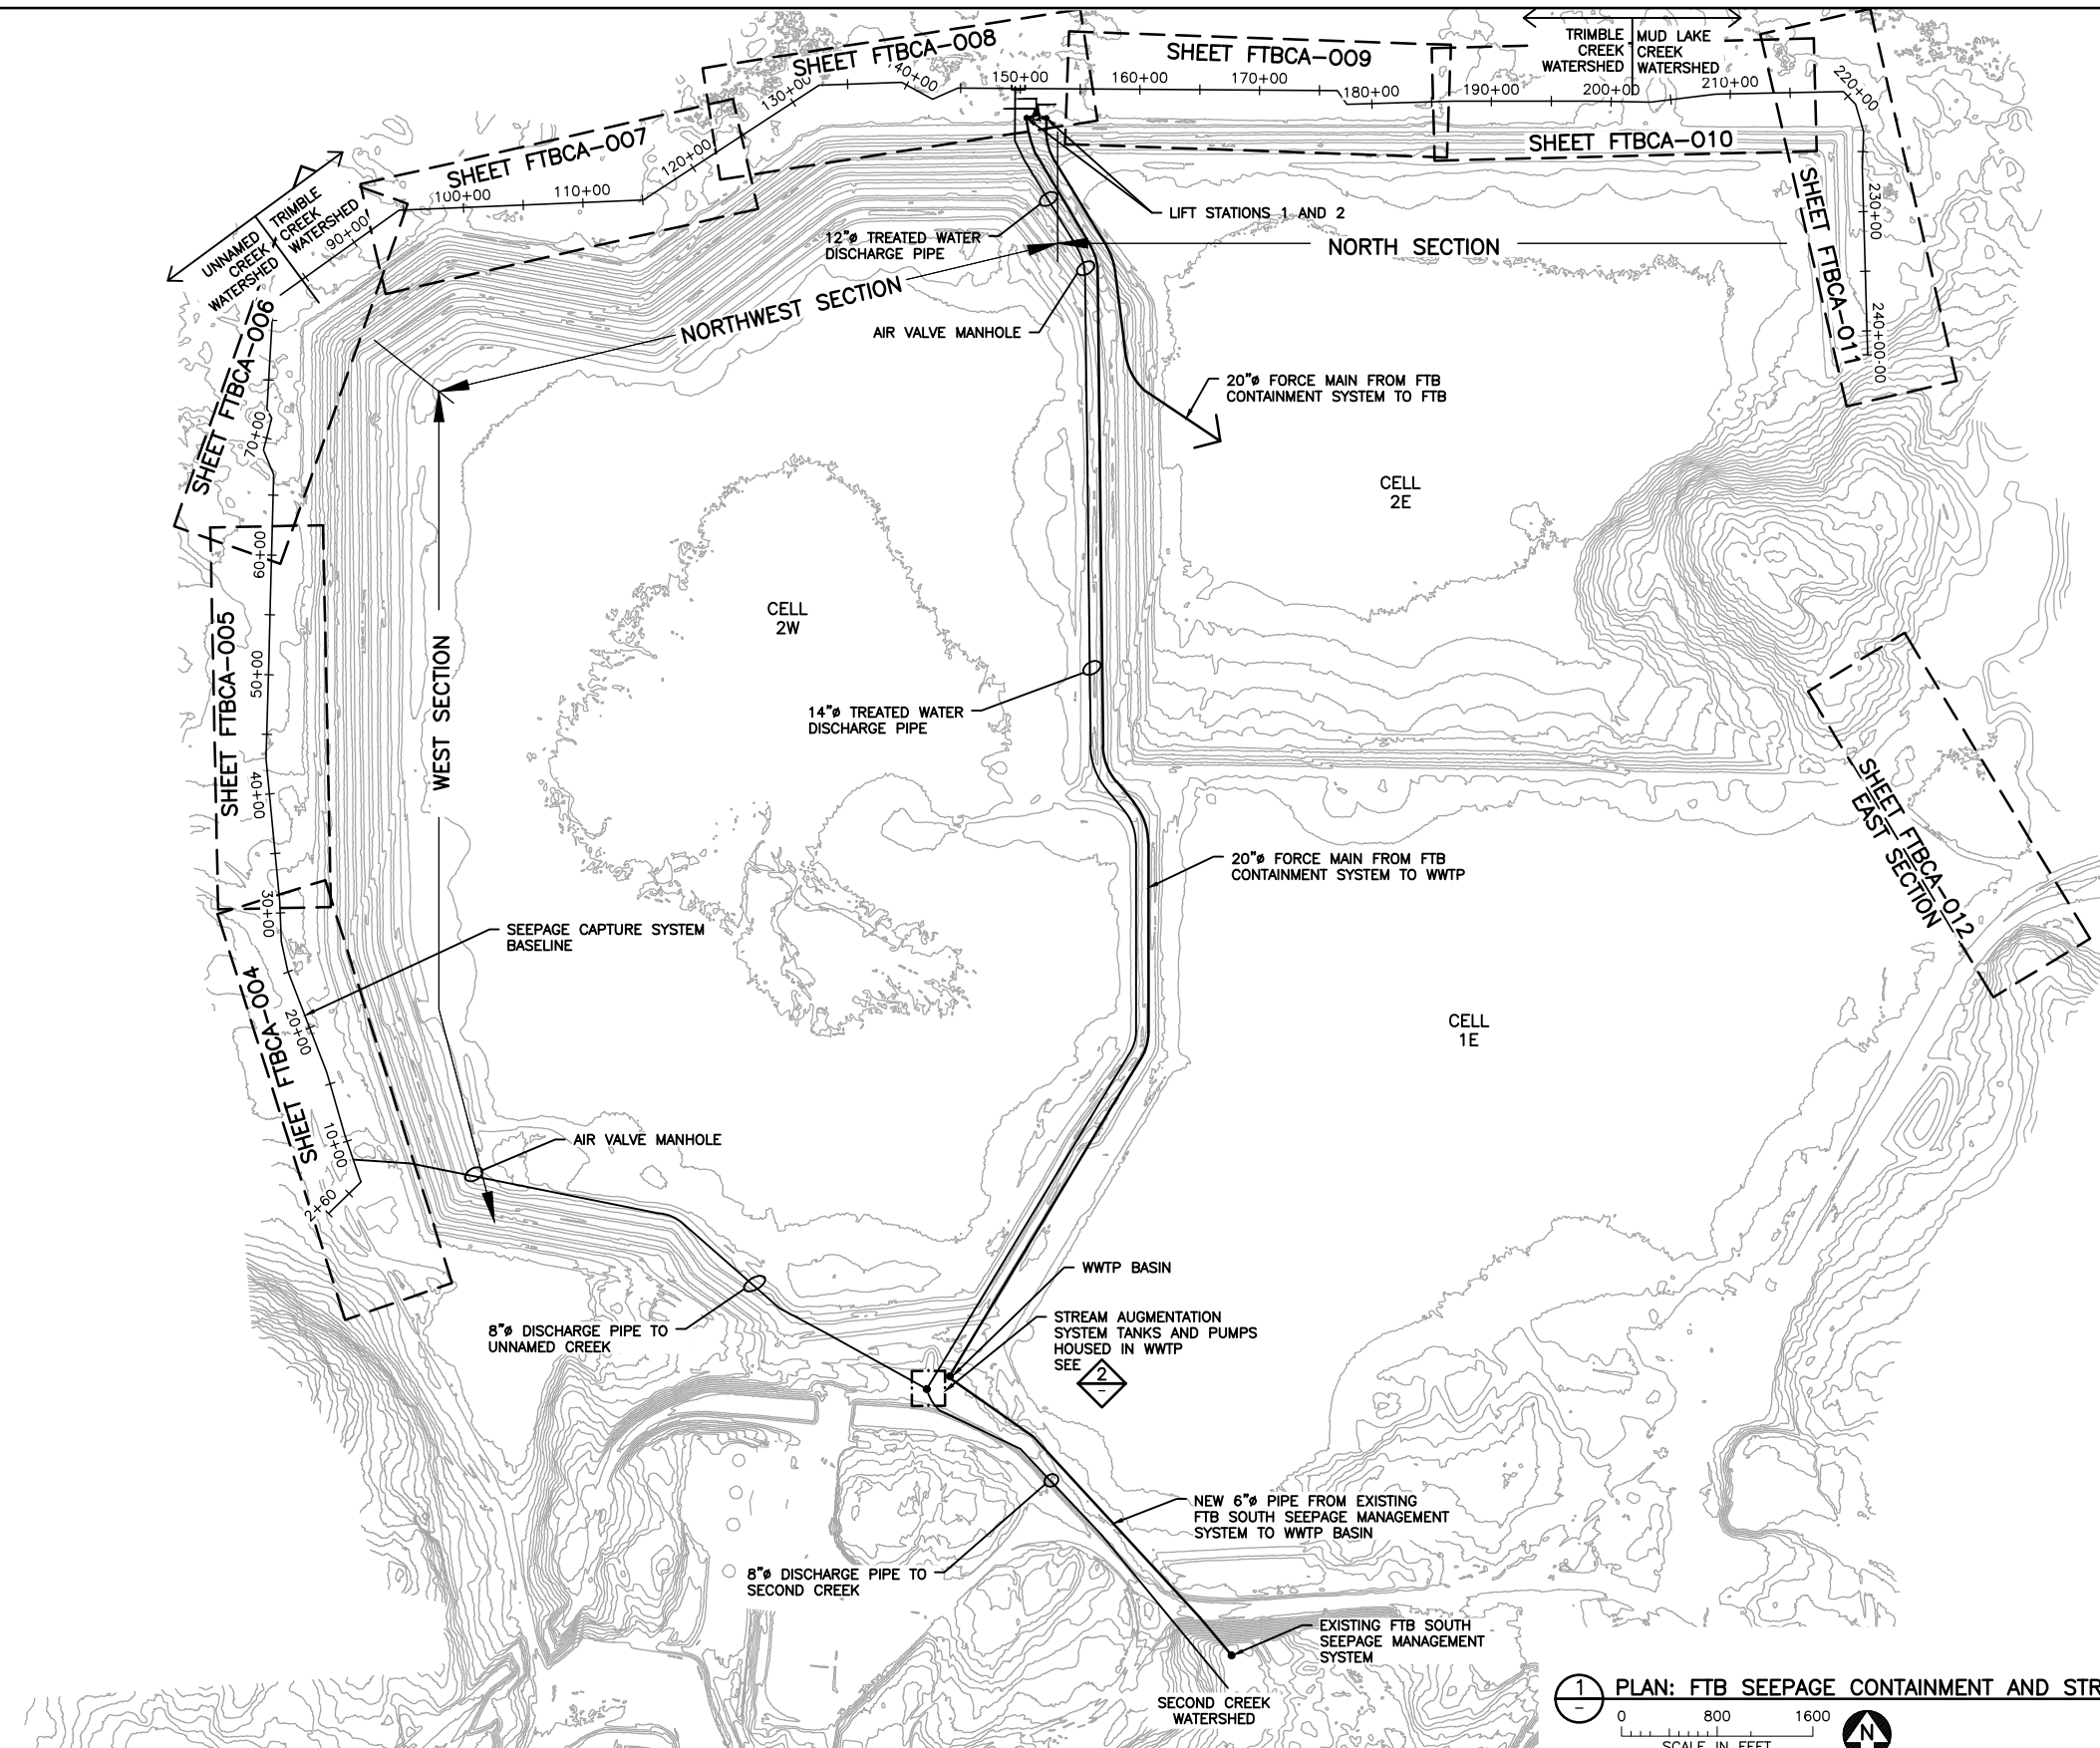 SHEET FTBCA-008
SHEET FTBCA-009
TRIMBLE
CREEK
WATERSHED
MUD LAKE
CREEK
WATERSHED
130+00
140+00
150+00
160+00
170+00
180+00
190+00
200+00
210+00
220+00
SHEET FTBCA-007
120+00
SHEET FTBCA-010
100+00
110+00
UNNAMED
CREEK
WATERSHED
TRIMBLE
CREEK
WATERSHED
90+00
SHEET FTBCA-011
230+00
240+00
LIFT STATIONS 1 AND 2
12"ø TREATED WATER
DISCHARGE PIPE
NORTH SECTION
NORTHWEST SECTION
AIR VALVE MANHOLE
SHEET FTBCA-006
70+00
20"ø FORCE MAIN FROM FTB
CONTAINMENT SYSTEM TO FTB
CELL
2E
60+00
CELL
2W
SHEET FTBCA-005
50+00
40+00
WEST SECTION
14"ø TREATED WATER
DISCHARGE PIPE
SHEET FTBCA-012
EAST SECTION
20"ø FORCE MAIN FROM FTB
CONTAINMENT SYSTEM TO WWTP
30+00
SEEPAGE CAPTURE SYSTEM
BASELINE
SHEET FTBCA-004
20+00
CELL
1E
10+00
AIR VALVE MANHOLE
2+60
WWTP BASIN
8"ø DISCHARGE PIPE TO
UNNAMED CREEK
STREAM AUGMENTATION
SYSTEM TANKS AND PUMPS
HOUSED IN WWTP
SEE
2
-
NEW 6"ø PIPE FROM EXISTING
FTB SOUTH SEEPAGE MANAGEMENT
SYSTEM TO WWTP BASIN
8"ø DISCHARGE PIPE TO
SECOND CREEK
EXISTING FTB SOUTH
SEEPAGE MANAGEMENT
SYSTEM
SECOND CREEK
WATERSHED
1
-
PLAN: FTB SEEPAGE CONTAINMENT AND STR
0 800 1600
SCALE IN FEET
N